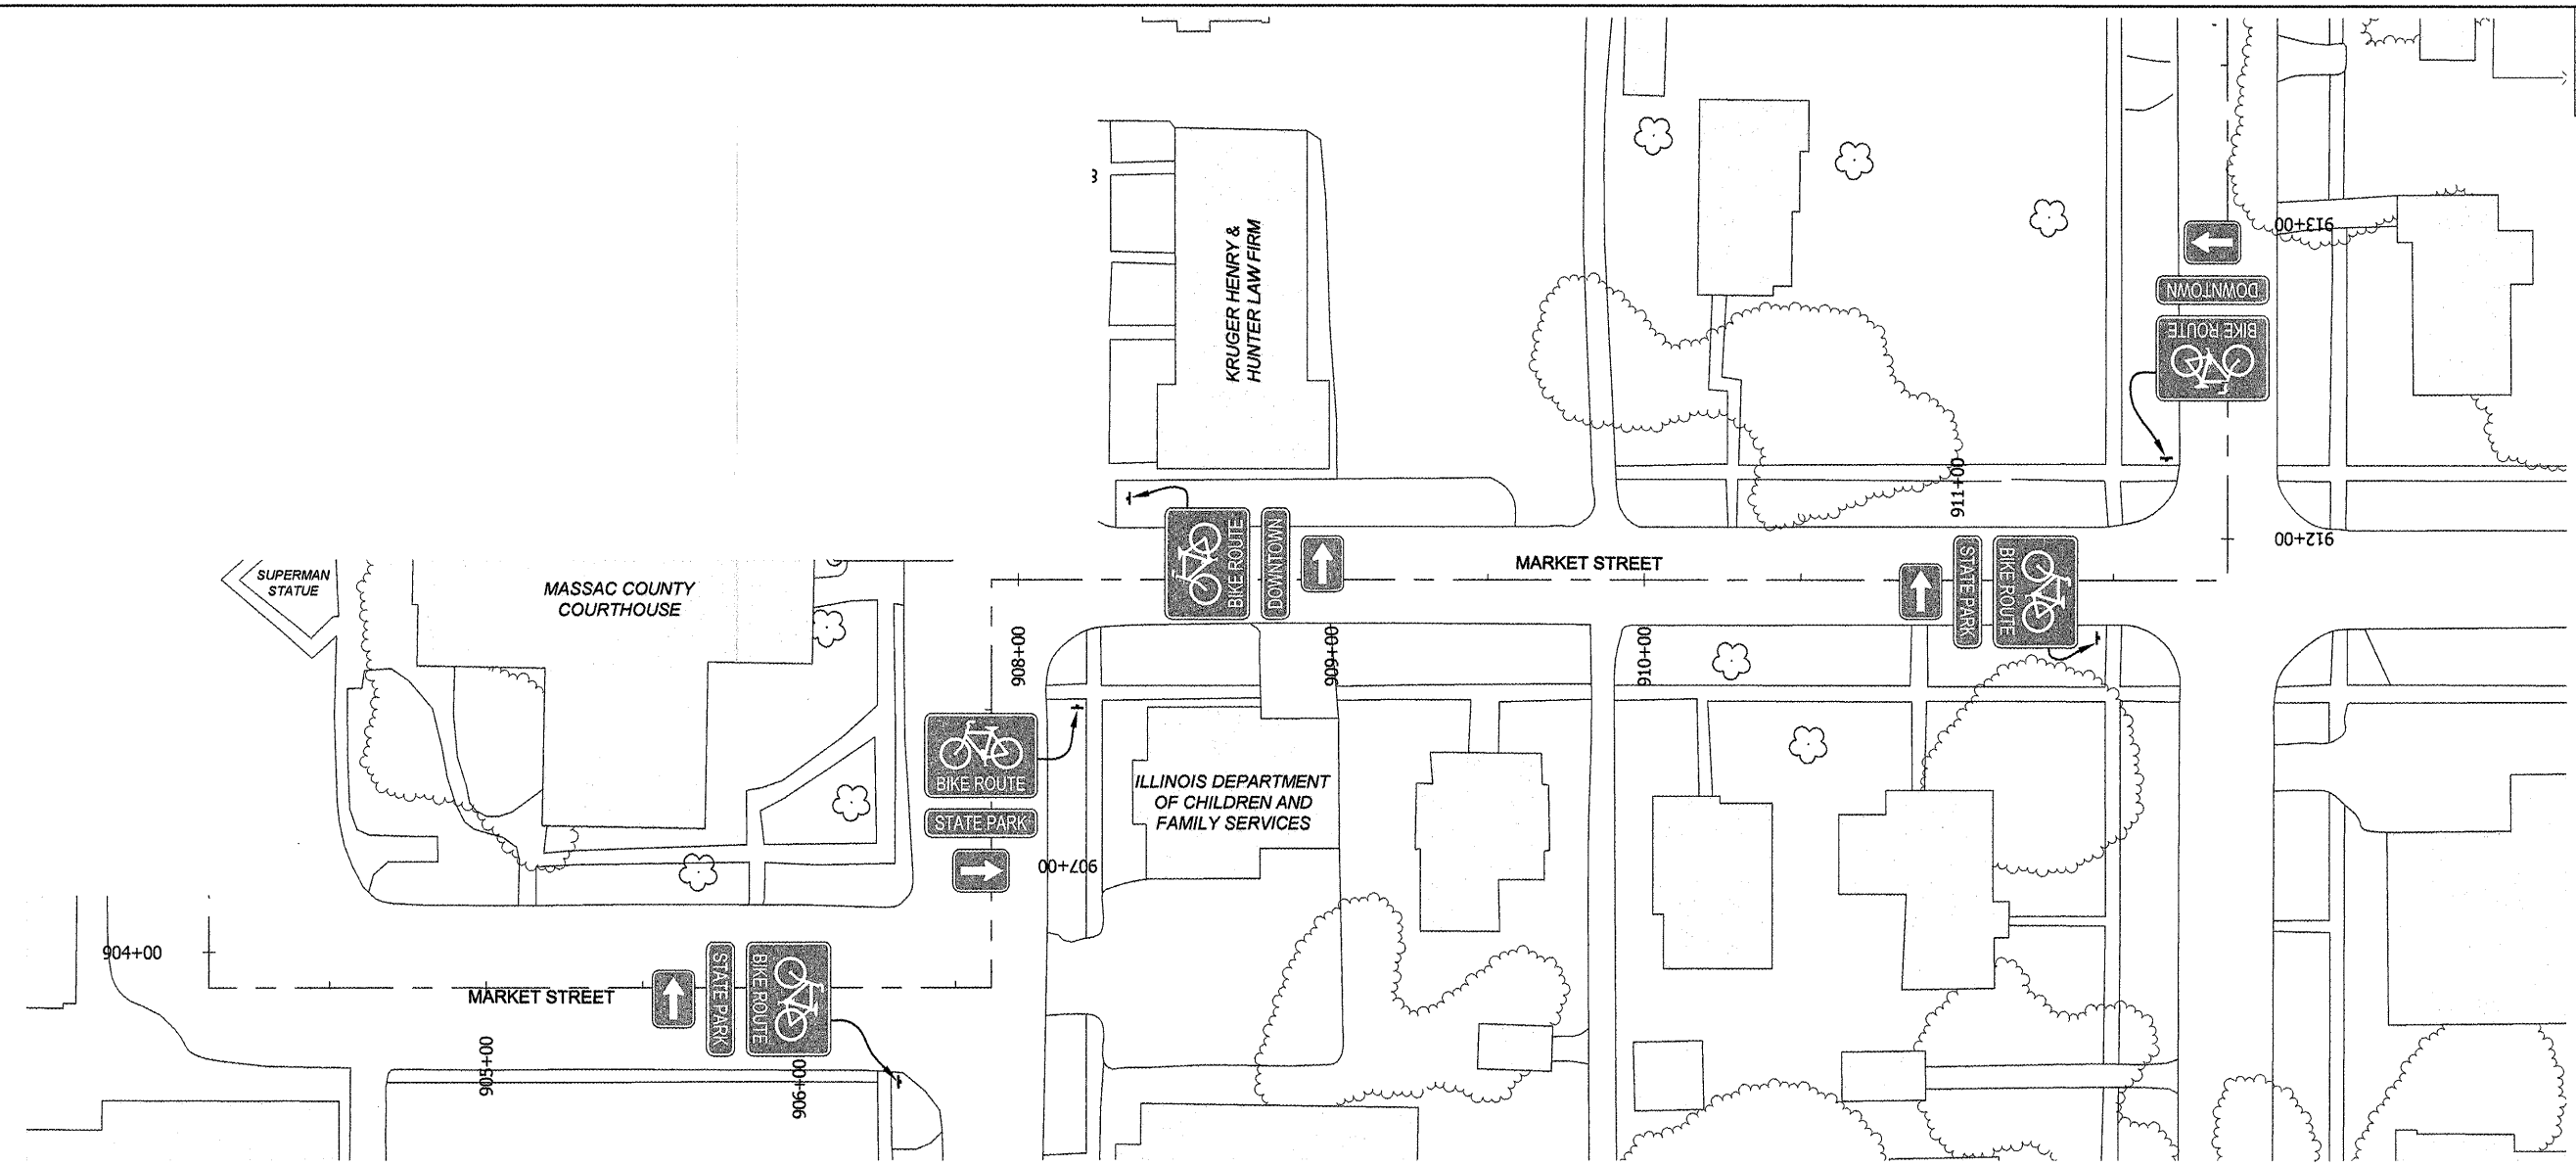 KRUGER HENRY &
HUNTER LAW FIRM
913+00
DOWNTOWN
BIKE ROUTE
911+00
912+00
BIKE ROUTE
DOWNTOWN
MARKET STREET
STATE PARK
BIKE ROUTE
SUPERMAN
STATUE
MASSAC COUNTY
COURTHOUSE
908+00
909+00
910+00
BIKE ROUTE
STATE PARK
907+00
ILLINOIS DEPARTMENT
OF CHILDREN AND
FAMILY SERVICES
904+00
MARKET STREET
STATE PARK
BIKE ROUTE
905+00
906+00